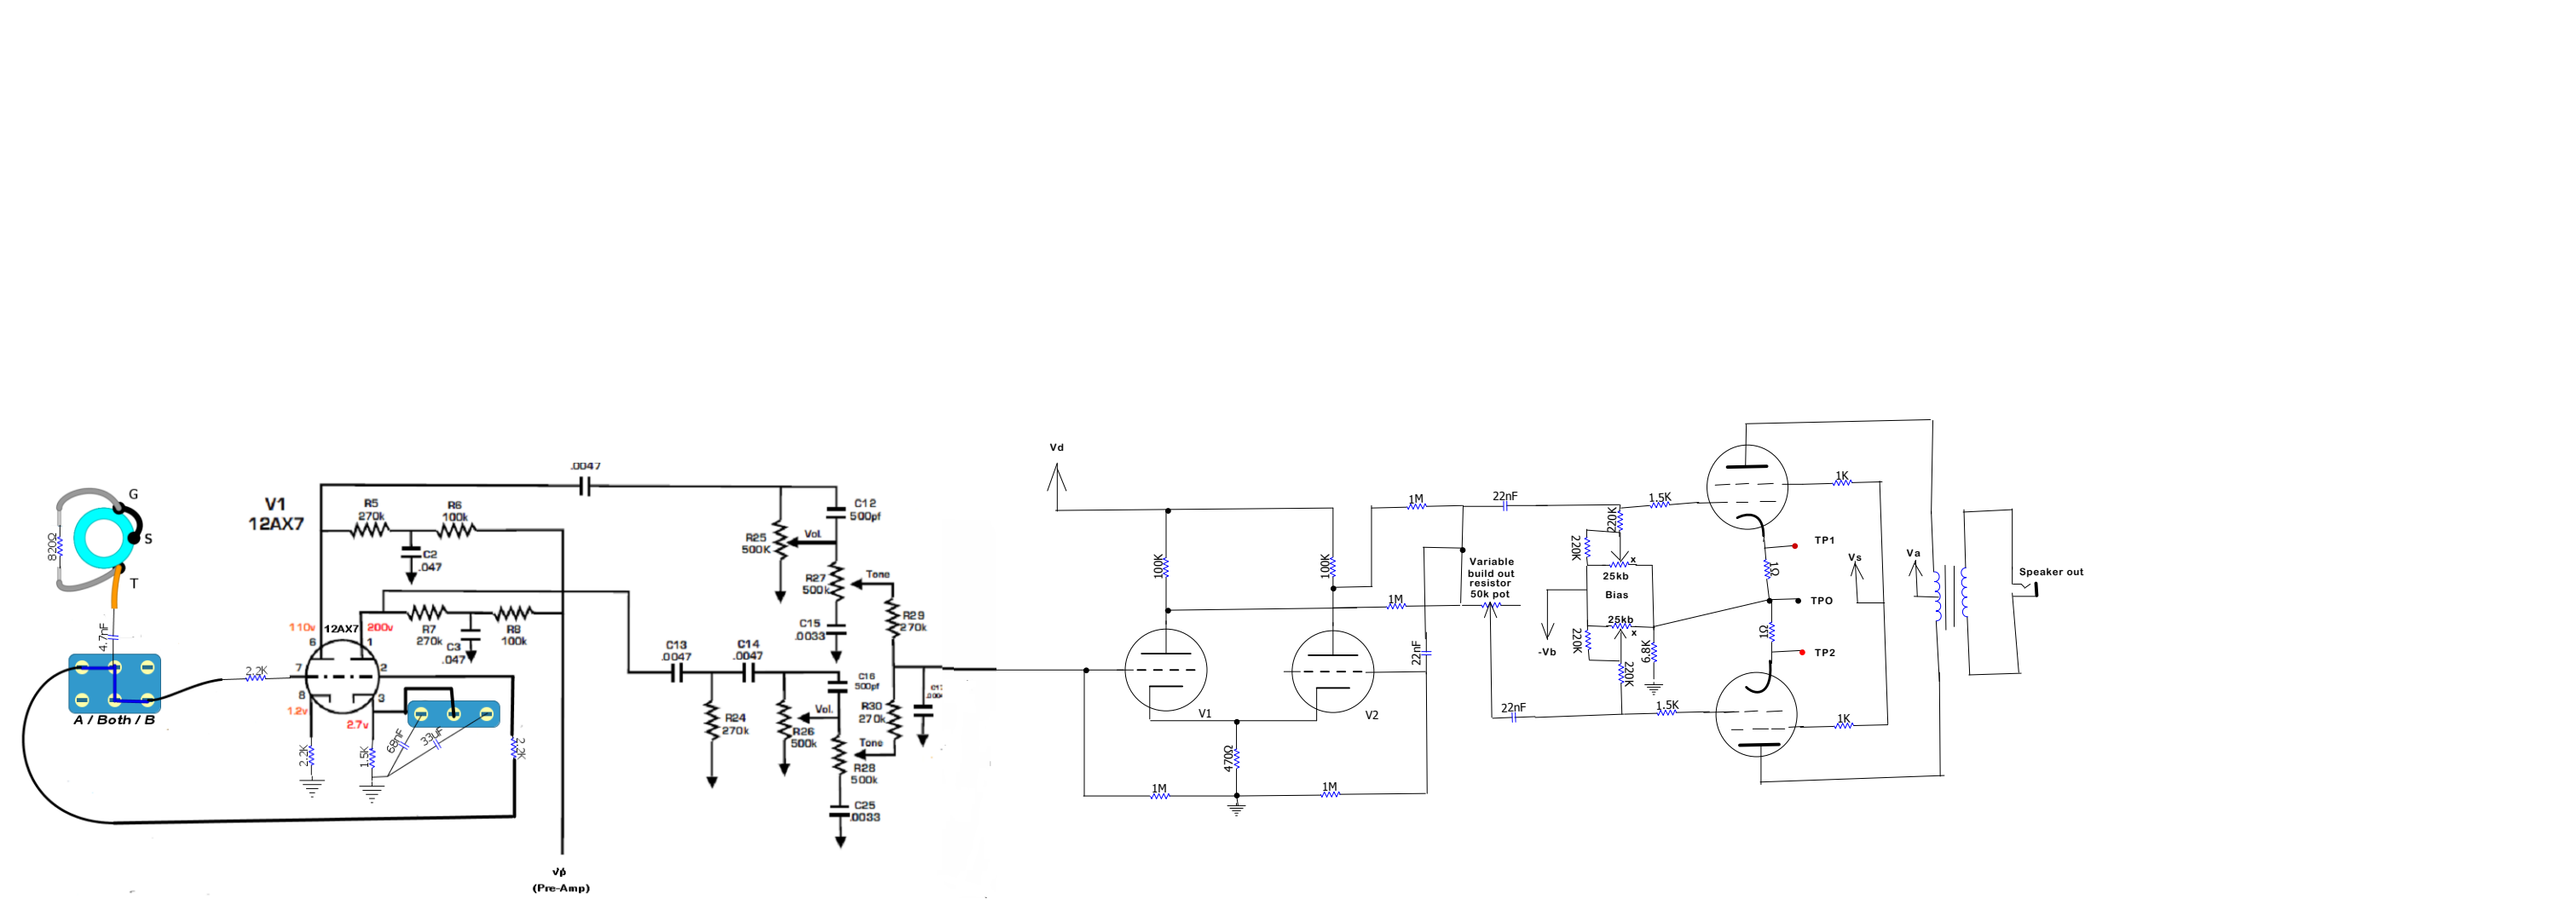 G
S
T
820Ω
4.7nF
A / Both / B
2.2K
V1
12AX7
.0047
R5
270k
R6
100k
C2
.047
110v
12AX7
200v
6
1
7
2
8
3
1.2v
2.7v
R7
270k
C3
.047
R8
100k
2.2K
1.5K
68nF
33uF
2.2K
Vp
(Pre-Amp)
C12
500pf
R25
500K
Vol.
R27
500k
Tone
C15
.0033
R29
270k
C13
.0047
C14
.0047
R24
270k
C16
500pf
Vol.
R26
500k
R30
270k
Tone
R28
500k
C25
.0033
Vd
100K
100K
V1
V2
470Ω
1M
1M
1M
1M
22nF
22nF
Variable
build out
resistor
50k pot
22nF
220K
220K
x
25kb
Bias
25kb
x
220K
220K
6.8K
-Vb
1.5K
1.5K
TP1
1Ω
TPO
1Ω
TP2
1K
1K
Vs
Va
Speaker out